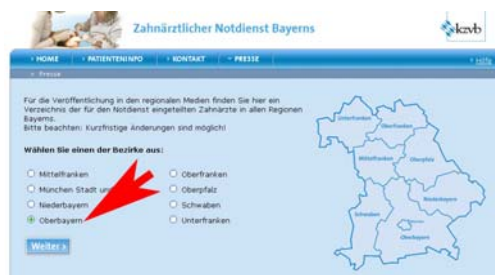 Zahnärztlicher Notdienst Bayerns
kzvb
HOME
PATIENTENINFO
KONTAKT
PRESSE
Hilfe
Presse
Für die Veröffentlichung in den regionalen Medien finden Sie hier ein
Verzeichnis der für den Notdienst eingeteilten Zahnärzte in allen Regionen
Bayerns.
Bitte beachten: Kurzfristige Änderungen sind möglich!
Wählen Sie einen der Bezirke aus:
Mittelfranken
Oberfranken
München Stadt un
Oberpfalz
Niederbayern
Schwaben
Oberbayern
Unterfranken
Weiter
Unterfranken
Oberfranken
Mittelfranken
Oberpfalz
Niederbayern
Schwaben
Oberbayern